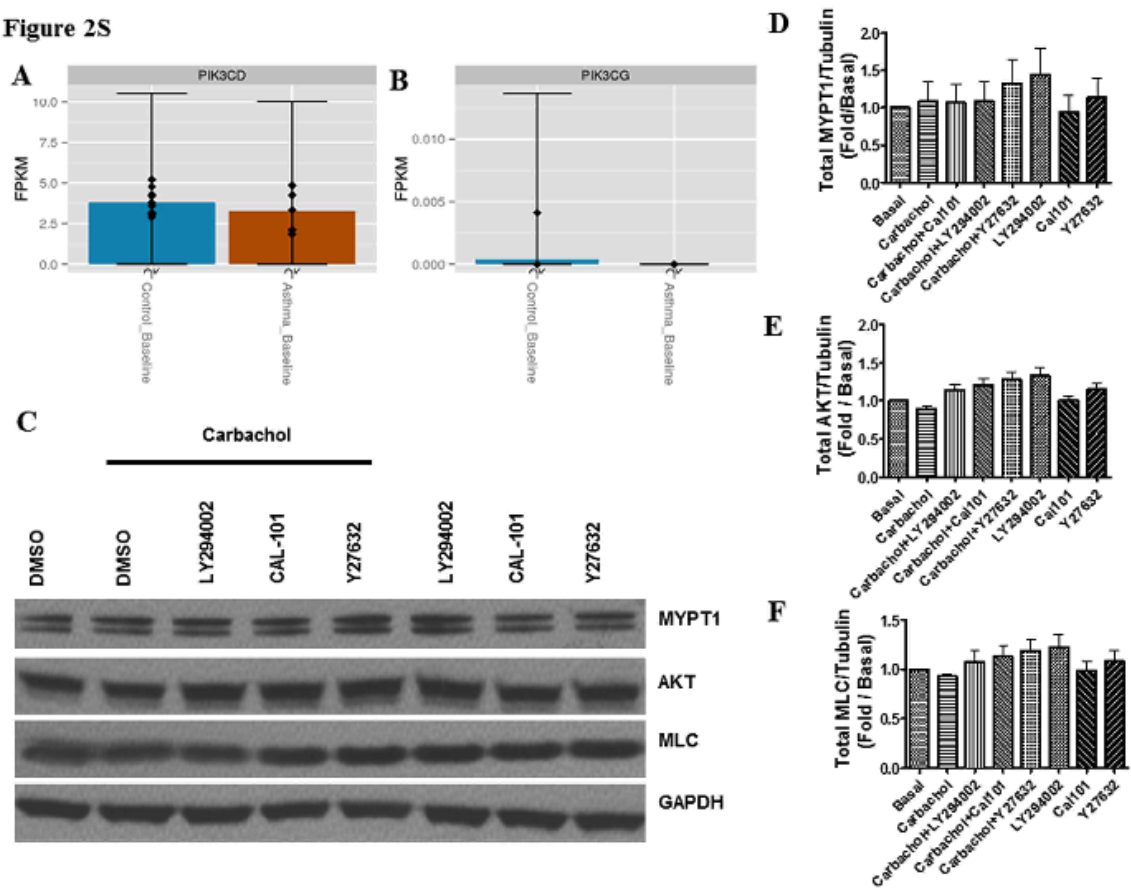 Figure 2S
A
PIK3CD
FPKM
10.0
7.5
5.0
2.5
0.0
Control_Baseline
Asthma_Baseline
B
PIK3CG
FPKM
0.010
0.005
0.000
Control_Baseline
Asthma_Baseline
C
Carbachol
DMSO
DMSO
LY294002
CAL-101
Y27632
LY294002
CAL-101
Y27632
MYPT1
AKT
MLC
GAPDH
D
Total MYPT1/Tubulin
(Fold/Basal)
2.0
1.5
1.0
0.5
0.0
Basal
Carbachol
Carbachol+Cal101
Carbachol+LY294002
Carbachol+Y27632
LY294002
Cal101
Y27632
E
Total AKT/Tubulin
(Fold / Basal)
2.0
1.5
1.0
0.5
0.0
Basal
Carbachol
Carbachol+LY294002
Carbachol+Cal101
Carbachol+Y27632
LY294002
Cal101
Y27632
F
Total MLC/Tubulin
(Fold / Basal)
1.5
1.0
0.5
0.0
Basal
Carbachol
Carbachol+LY294002
Carbachol+Cal101
Carbachol+Y27632
LY294002
Cal101
Y27632